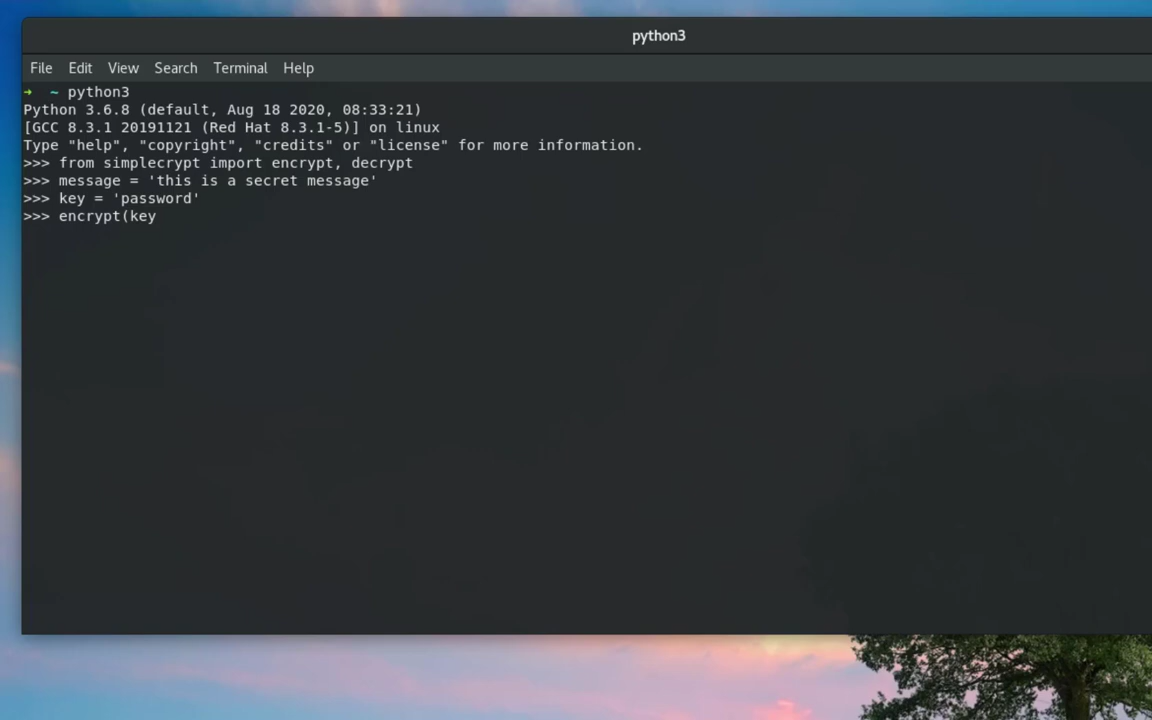 python3
File Edit View Search Terminal Help
➜ ~ python3
Python 3.6.8 (default, Aug 18 2020, 08:33:21)
[GCC 8.3.1 20191121 (Red Hat 8.3.1-5)] on linux
Type "help", "copyright", "credits" or "license" for more information.
>>> from simplecrypt import encrypt, decrypt
>>> message = 'this is a secret message'
>>> key = 'password'
>>> encrypt(key